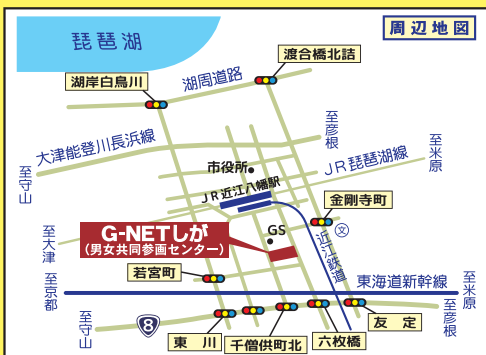 周辺地図
琵琶湖
渡合橋北詰
湖岸白鳥川
湖周道路
大津能登川長浜線
至彦根
至米原
至守山
市役所
JR琵琶湖線
JR近江八幡駅
金剛寺町
文
至大津
G-NETしが
(男女共同参画センター)
GS
近江鉄道
若宮町
至京都
東海道新幹線
至米原
至彦根
至守山
8
東川
千僧供町北
六枚橋
友定